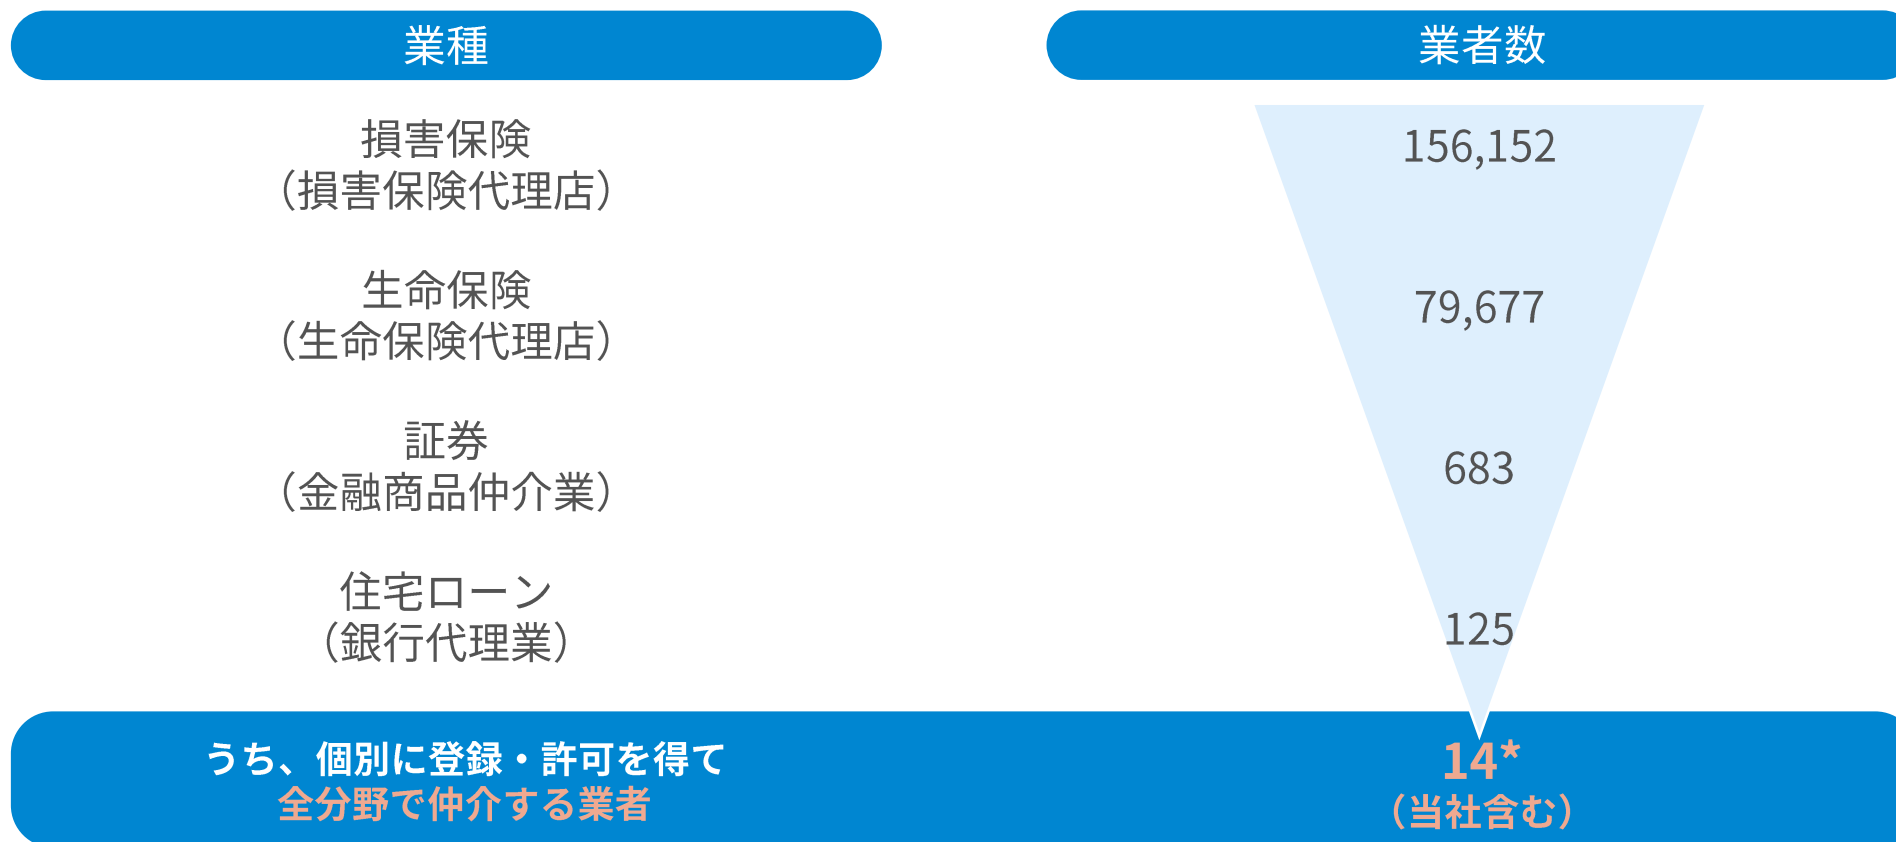 業種
業者数
損害保険
（損害保険代理店）
156,152
生命保険
（生命保険代理店）
79,677
証券
（金融商品仲介業）
683
住宅ローン
（銀行代理業）
125
うち、個別に登録・許可を得て
全分野で仲介する業者
14*
（当社含む）